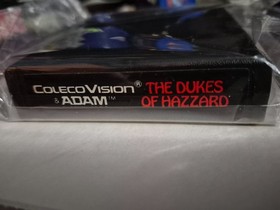 COLECOVISION® THE DUKES
& ADAM™ OF HAZZARD